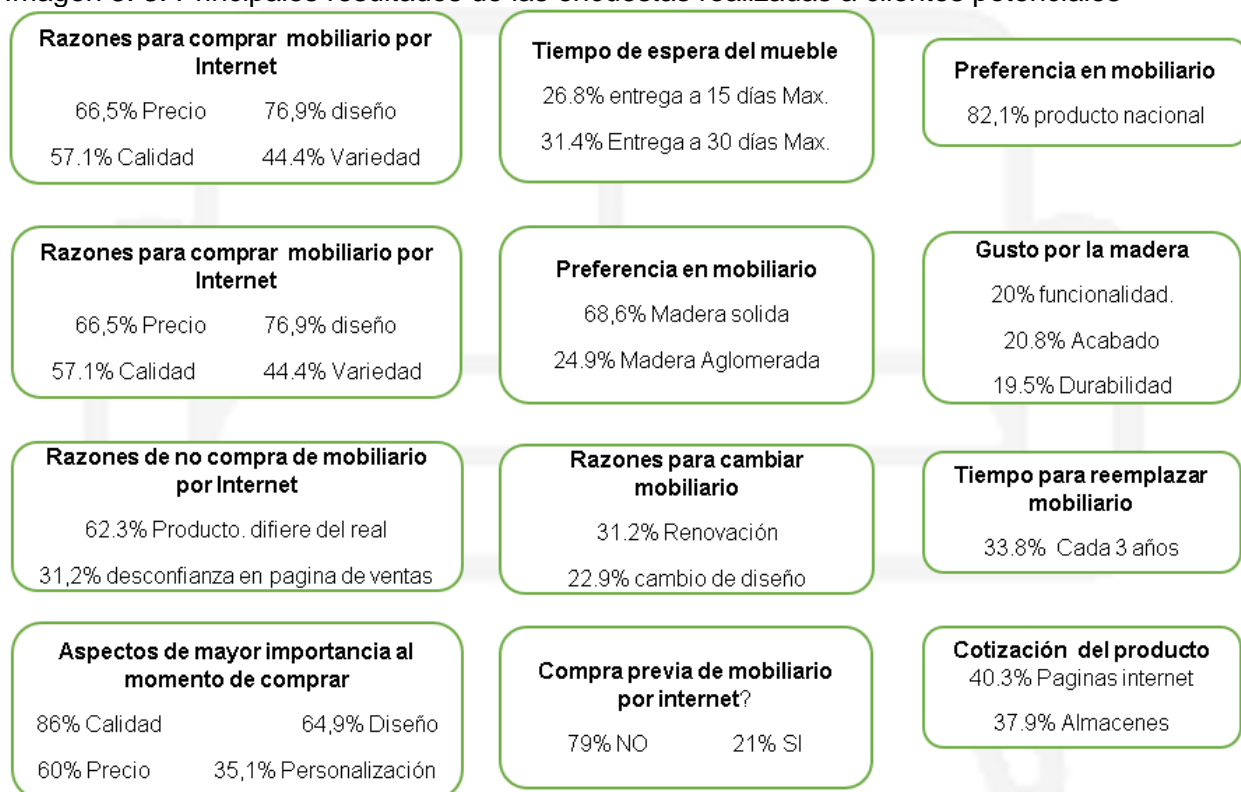 Razones para comprar mobiliario por
Internet
66,5% Precio 76,9% diseño
57.1% Calidad 44.4% Variedad
Tiempo de espera del mueble
26.8% entrega a 15 días Max.
31.4% Entrega a 30 días Max.
Preferencia en mobiliario
82,1% producto nacional
Razones para comprar mobiliario por
Internet
66,5% Precio 76,9% diseño
57.1% Calidad 44.4% Variedad
Preferencia en mobiliario
68,6% Madera solida
24.9% Madera Aglomerada
Gusto por la madera
20% funcionalidad.
20.8% Acabado
19.5% Durabilidad
Razones de no compra de mobiliario
por Internet
62.3% Producto. difiere del real
31,2% desconfianza en pagina de ventas
Razones para cambiar
mobiliario
31.2% Renovación
22.9% cambio de diseño
Tiempo para reemplazar
mobiliario
33.8% Cada 3 años
Aspectos de mayor importancia al
momento de comprar
86% Calidad 64,9% Diseño
60% Precio 35,1% Personalización
Compra previa de mobiliario
por internet?
79% NO 21% SI
Cotización del producto
40.3% Paginas internet
37.9% Almacenes